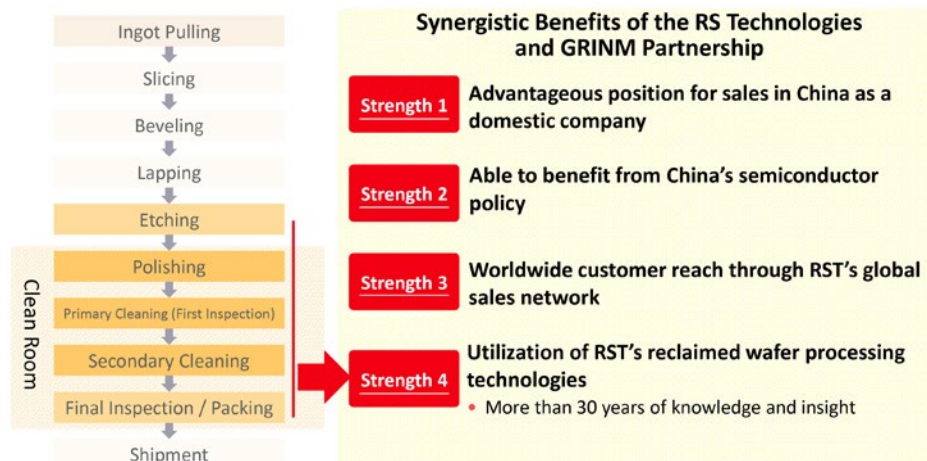 Ingot Pulling
Slicing
Beveling
Lapping
Etching
Clean Room
Polishing
Primary Cleaning (First Inspection)
Secondary Cleaning
Final Inspection / Packing
Shipment
Synergistic Benefits of the RS Technologies
and GRINM Partnership
Strength 1
Advantageous position for sales in China as a
domestic company
Strength 2
Able to benefit from China's semiconductor
policy
Strength 3
Worldwide customer reach through RST's global
sales network
Strength 4
Utilization of RST's reclaimed wafer processing
technologies
• More than 30 years of knowledge and insight